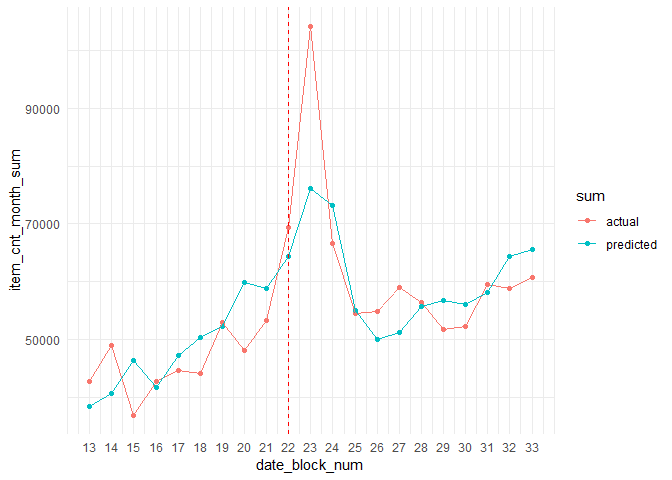 item_cnt_month_sum
90000
70000
50000
13 14 15 16 17 18 19 20 21 22 23 24 25 26 27 28 29 30 31 32 33
date_block_num
sum
actual
predicted